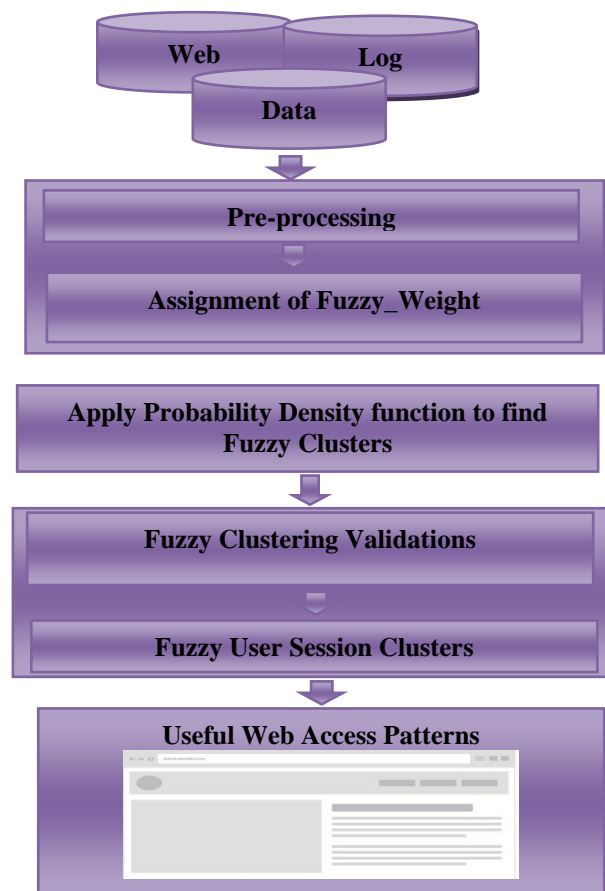 Web
Log
Data
Pre-processing
Assignment of Fuzzy_Weight
Apply Probability Density function to find
Fuzzy Clusters
Fuzzy Clustering Validations
Fuzzy User Session Clusters
Useful Web Access Patterns